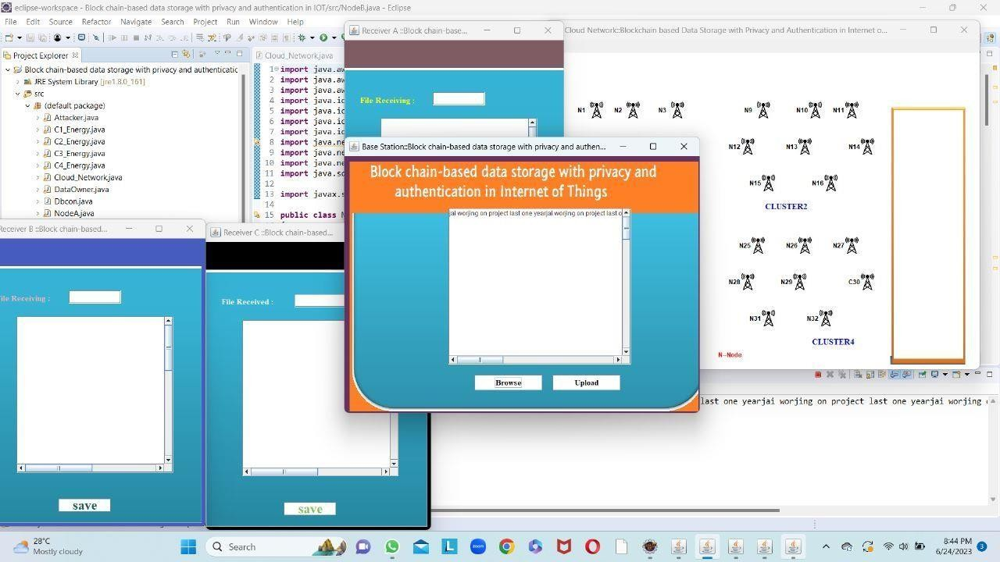 eclipse-workspace - Block chain-based data storage with privacy and authentication in IOT/src/NodeB.java - Eclipse
File Edit Source Refactor Navigate Search Project Run Window Help
Project Explorer
Block chain-based data storage with privacy and authenticatic
JRE System Library [jre1.8.0_161]
src
(default package)
Attacker.java
C1_Energy.java
C2_Energy.java
C3_Energy.java
C4_Energy.java
Cloud_Network.java
DataOwner.java
Dbcon.java
NodeA.java
Cloud_Network.java
1 import java.aw
2 import java.aw
3 import java.aw
4 import java.io
5 import java.io
6 import java.io
7 import java.io
8 import java.ne
9 import java.ne
10 import java.ne
11 import java.sc
12
13 import javax.s
14
15 public class N
Receiver A ::Block chain-base...
File Receiving :
Cloud Network::Blockchain based Data Storage with Privacy and Authentication in Internet o...
N1 N2 N3 N9 N10 N11
N12 N13 N14
N15 N16
CLUSTER2
N25 N26 N27
N28 N29 C30
N31 N32
CLUSTER4
N-Node
Base Station::Block chain-based data storage with privacy and authen...
Block chain-based data storage with privacy and
authentication in Internet of Things
jai worjing on project last one yearjai worjing on project last o
Browse Upload
last one yearjai worjing on project last one yearjai worjing
Receiver B ::Block chain-based...
File Receiving :
save
Receiver C ::Block chain-based...
File Received :
save
28°C
Mostly cloudy
Search
8:44 PM
6/24/2023
3